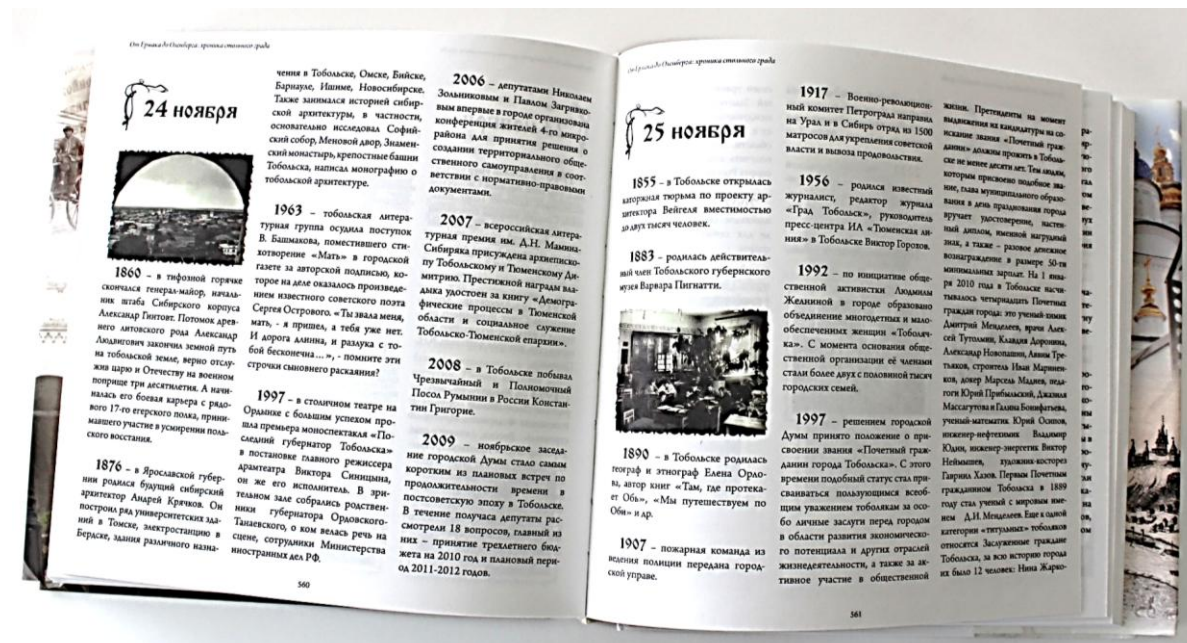 От Ермака до Оксенберга: хроника стольного града
24 ноября
1860 – в тифозной горячке
скончался генерал-майор, началь-
ник штаба Сибирского корпуса
Александр Гинтовт. Потомок древ-
него литовского рода Александр
Людвигович закончил земной путь
на тобольской земле, верно отслу-
жив царю и Отечеству на военном
поприще три десятилетия. А начи-
налась его боевая карьера с рядо-
вого 17-го егерского полка, прини-
мавшего участие в усмирении поль-
ского восстания.
1876 – в Ярославской губер-
нии родился будущий сибирский
архитектор Андрей Крячков. Он
построил ряд университетских зда-
ний в Томске, электростанцию в
Бердске, здания различного назна-
чения в Тобольске, Омске, Бийске,
Барнауле, Ишиме, Новосибирске.
Также занимался историей сибир-
ской архитектуры, в частности,
основательно исследовал Софий-
ский собор, Меновой двор, Знамен-
ский монастырь, крепостные башни
Тобольска, написал монографию о
тобольской архитектуре.
1963 – тобольская литера-
турная группа осудила поступок
В. Башмакова, поместившего сти-
хотворение «Мать» в городской
газете за авторской подписью, ко-
торое на деле оказалось произведе-
нием известного советского поэта
Сергея Острового. «Ты звала меня,
мать, - я пришел, а тебя уже нет.
И дорога длинна, и разлука с то-
бой бесконечна…», - помните эти
строчки сыновнего раскаяния?
1997 – в столичном театре на
Ордынке с большим успехом про-
шла премьера моноспектакля «По-
следний губернатор Тобольска»
в постановке главного режиссера
драмтеатра Виктора Синицына,
он же его исполнитель. В зри-
тельном зале собрались родствен-
ники губернатора Ордовского-
Танаевского, о ком велась речь на
сцене, сотрудники Министерства
иностранных дел РФ.
2006 – депутатами Николаем
Зольниковым и Павлом Загвязко-
вым впервые в городе организована
конференция жителей 4-го микро-
района для принятия решения о
создании территориального обще-
ственного самоуправления в соот-
ветствии с нормативно-правовыми
документами.
2007 – всероссийская литера-
турная премия им. Д.Н. Мамина-
Сибиряка присуждена архиеписко-
пу Тобольскому и Тюменскому Ди-
митрию. Престижной награды вла-
дыка удостоен за книгу «Демогра-
фические процессы в Тюменской
области и социальное служение
Тобольско-Тюменской епархии».
2008 – в Тобольске побывал
Чрезвычайный и Полномочный
Посол Румынии в России Констан-
тин Григорие.
2009 – ноябрьское заседа-
ние городской Думы стало самым
коротким из плановых встреч по
продолжительности времени в
постсоветскую эпоху в Тобольске.
В течение получаса депутаты рас-
смотрели 18 вопросов, главный из
них – принятие трехлетнего бюд-
жета на 2010 год и плановый пери-
од 2011-2012 годов.
560
От Ермака до Оксенберга: хроника стольного града
25 ноября
1855 – в Тобольске открылась
каторжная тюрьма по проекту ар-
хитектора Вейгеля вместимостью
до двух тысяч человек.
1883 – родилась действитель-
ный член Тобольского губернского
музея Варвара Пигнатти.
1890 – в Тобольске родилась
географ и этнограф Елена Орло-
ва, автор книг «Там, где протека-
ет Обь», «Мы путешествуем по
Оби» и др.
1907 – пожарная команда из
ведения полиции передана город-
ской управе.
1917 – Военно-революцион-
ный комитет Петрограда направил
на Урал и в Сибирь отряд из 1500
матросов для укрепления советской
власти и вывоза продовольствия.
1956 – родился известный
журналист, редактор журнала
«Град Тобольск», руководитель
пресс-центра ИА «Тюменская ли-
ния» в Тобольске Виктор Горохов.
1992 – по инициативе обще-
ственной активистки Людмилы
Жедниной в городе образовано
объединение многодетных и мало-
обеспеченных женщин «Тоболяч-
ка». С момента основания обще-
ственной организации её членами
стали более двух с половиной тысяч
городских семей.
1997 – решением городской
Думы принято положение о при-
своении звания «Почетный граж-
данин города Тобольска». С этого
времени подобный статус стал при-
сваиваться пользующимся всеоб-
щим уважением тоболякам за осо-
бо личные заслуги перед городом
в области развития экономическо-
го потенциала и других отраслей
жизнедеятельности, а также за ак-
тивное участие в общественной
жизни. Претенденты на момент
выдвижения на кандидатуры на со-
искание звания «Почетный граж-
данин» должны прожить в Тоболь-
ске не менее десяти лет. Тем людям,
которым присвоено подобное зва-
ние, глава муниципального образо-
вания в день празднования города
вручает удостоверение, настен-
ный диплом, именной нагрудный
знак, а также – разовое денежное
вознаграждение в размере 50-ти
минимальных зарплат. На 1 янва-
ря 2010 года в Тобольске насчи-
тывалось четырнадцать Почетных
граждан города: это ученый-химик
Дмитрий Менделеев, врачи Алек-
сей Тутолмин, Клавдия Доронина,
Александр Новопашин, Лилия Тре-
тьяков, строитель Иван Маринен-
ков, докер Марсель Мадиев, педа-
гоги Юрий Прибыльский, Джамиля
Массагутова и Галина Бонифатьева,
ученый-математик Юрий Осипов,
инженер-нефтехимик Владимир
Юдин, инженер-энергетик Виктор
Неймышев, художник-косторез
Гавриил Хазов. Первым Почетным
гражданином Тобольска в 1889
году стал ученый с мировым име-
нем Д.И. Менделеев. Еще к одной
категории «титульных» тоболяков
относятся Заслуженные граждане
Тобольска, за всю историю города
их было 12 человек: Нина Жарко-
561